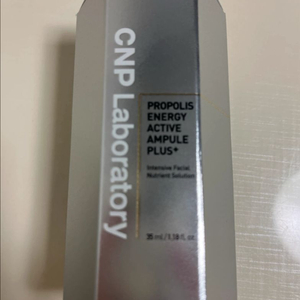 CNP Laboratory
PROPOLIS
ENERGY
ACTIVE
AMPULE
PLUS+
Intensive Facial
Nutrient Solution
35 ml / 1.18 fl. oz